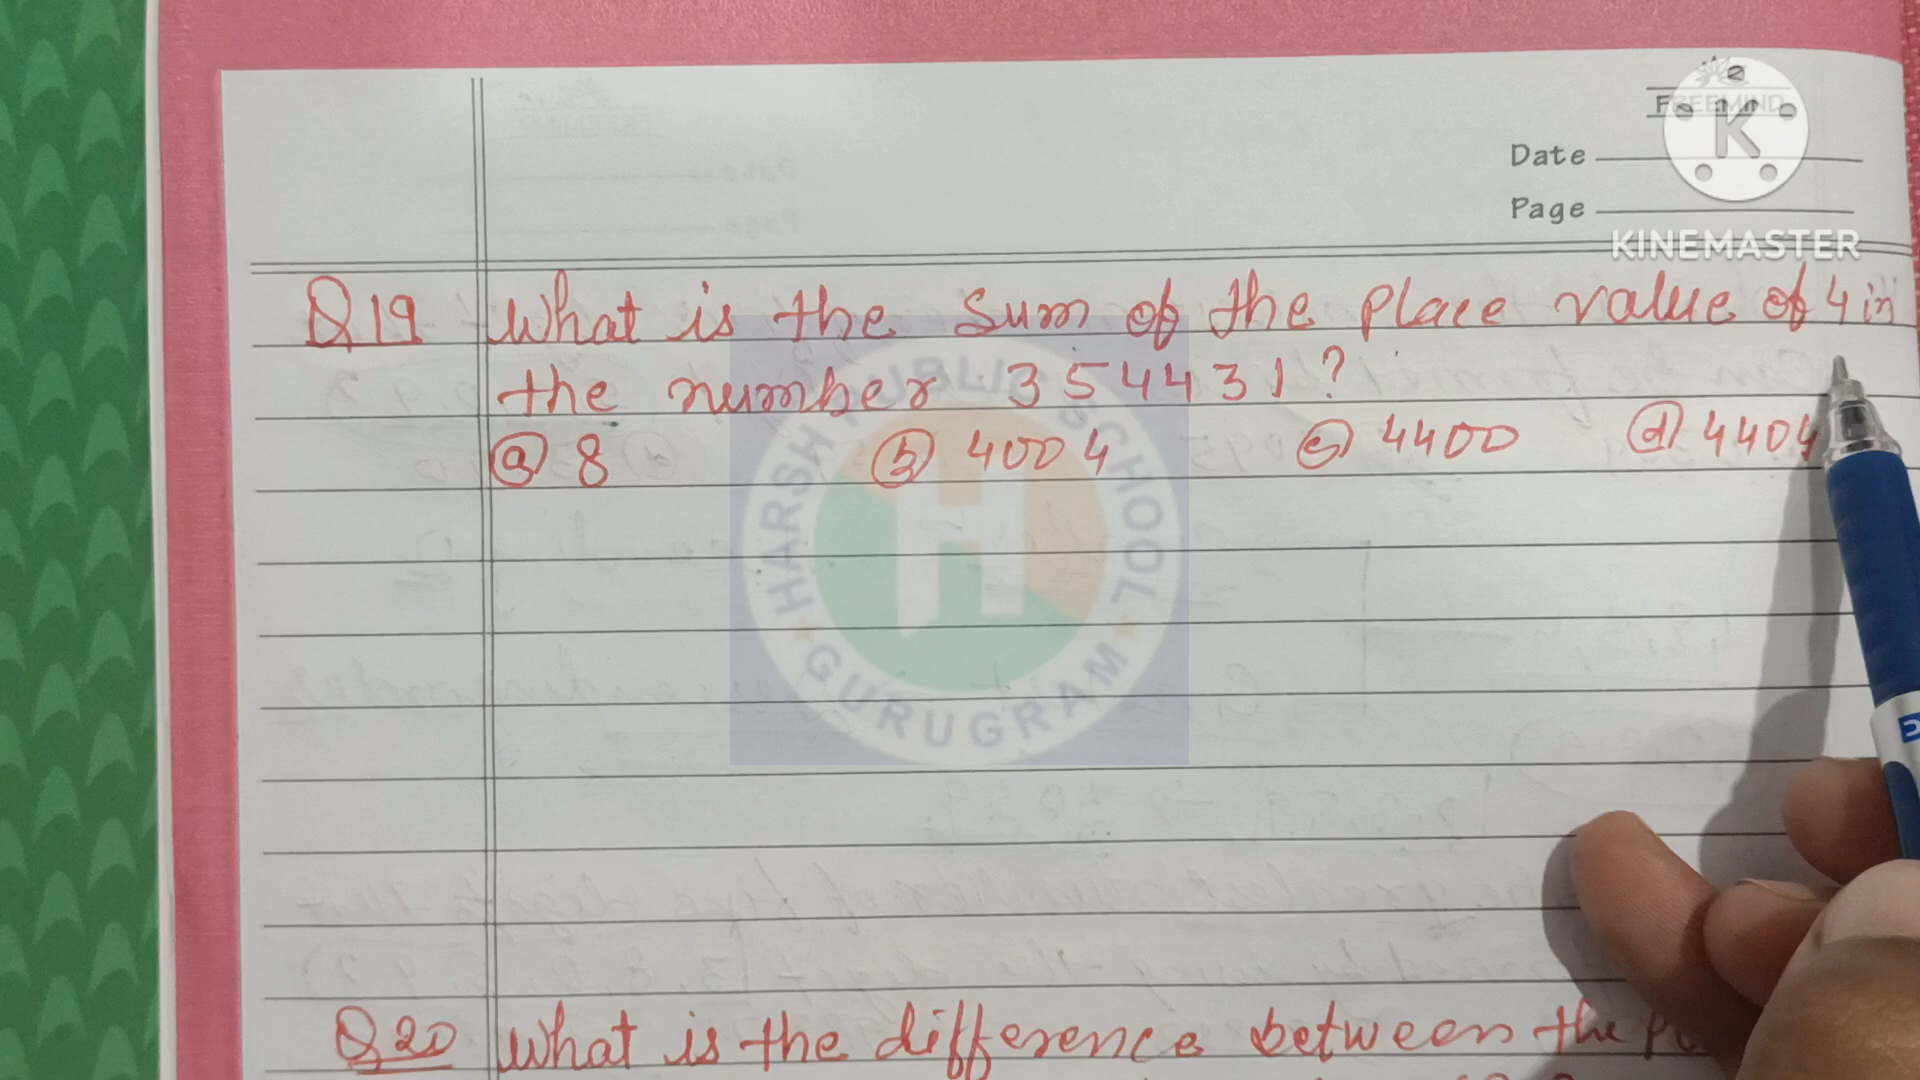 FREEMIND
Date
Page
KINEMASTER
Q19 What is the sum of the place value of 4 in
the number 354431?
(a) 8 (b) 4004 (c) 4400 (d) 4404
HARSH PUBLIC SCHOOL
GURUGRAM
Q20 What is the difference between the